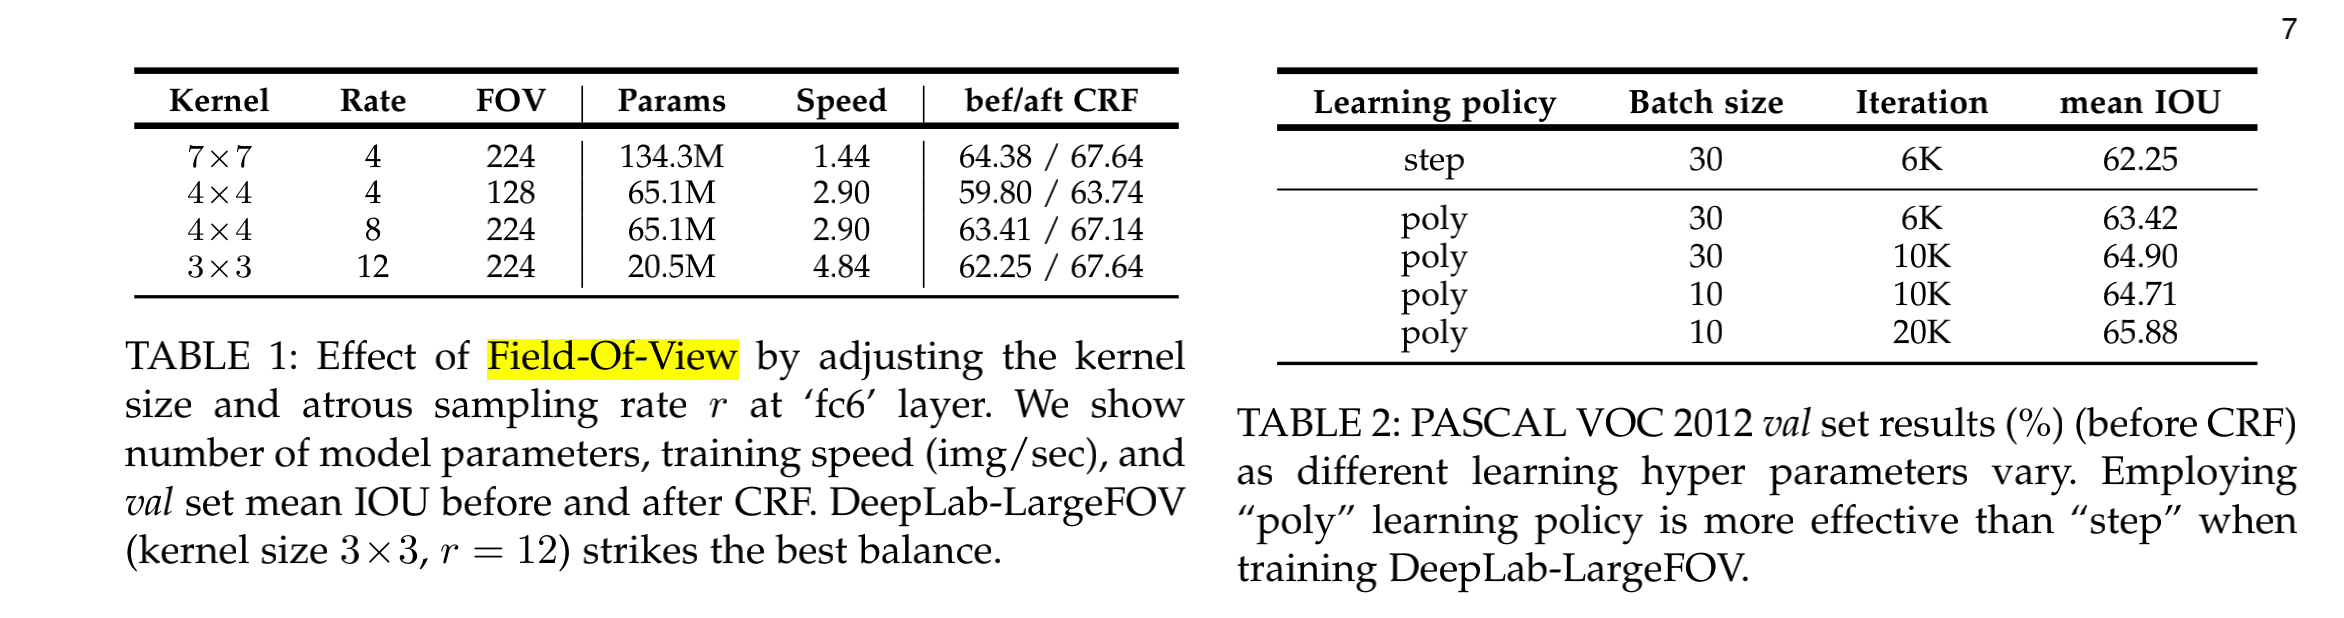 7
Kernel Rate FOV Params Speed bef/aft CRF
7×7 4 224 134.3M 1.44 64.38 / 67.64
4×4 4 128 65.1M 2.90 59.80 / 63.74
4×4 8 224 65.1M 2.90 63.41 / 67.14
3×3 12 224 20.5M 4.84 62.25 / 67.64
TABLE 1: Effect of Field-Of-View by adjusting the kernel
size and atrous sampling rate r at ‘fc6’ layer. We show
number of model parameters, training speed (img/sec), and
val set mean IOU before and after CRF. DeepLab-LargeFOV
(kernel size 3×3, r = 12) strikes the best balance.
Learning policy Batch size Iteration mean IOU
step 30 6K 62.25
poly 30 6K 63.42
poly 30 10K 64.90
poly 10 10K 64.71
poly 10 20K 65.88
TABLE 2: PASCAL VOC 2012 val set results (%) (before CRF)
as different learning hyper parameters vary. Employing
“poly” learning policy is more effective than “step” when
training DeepLab-LargeFOV.